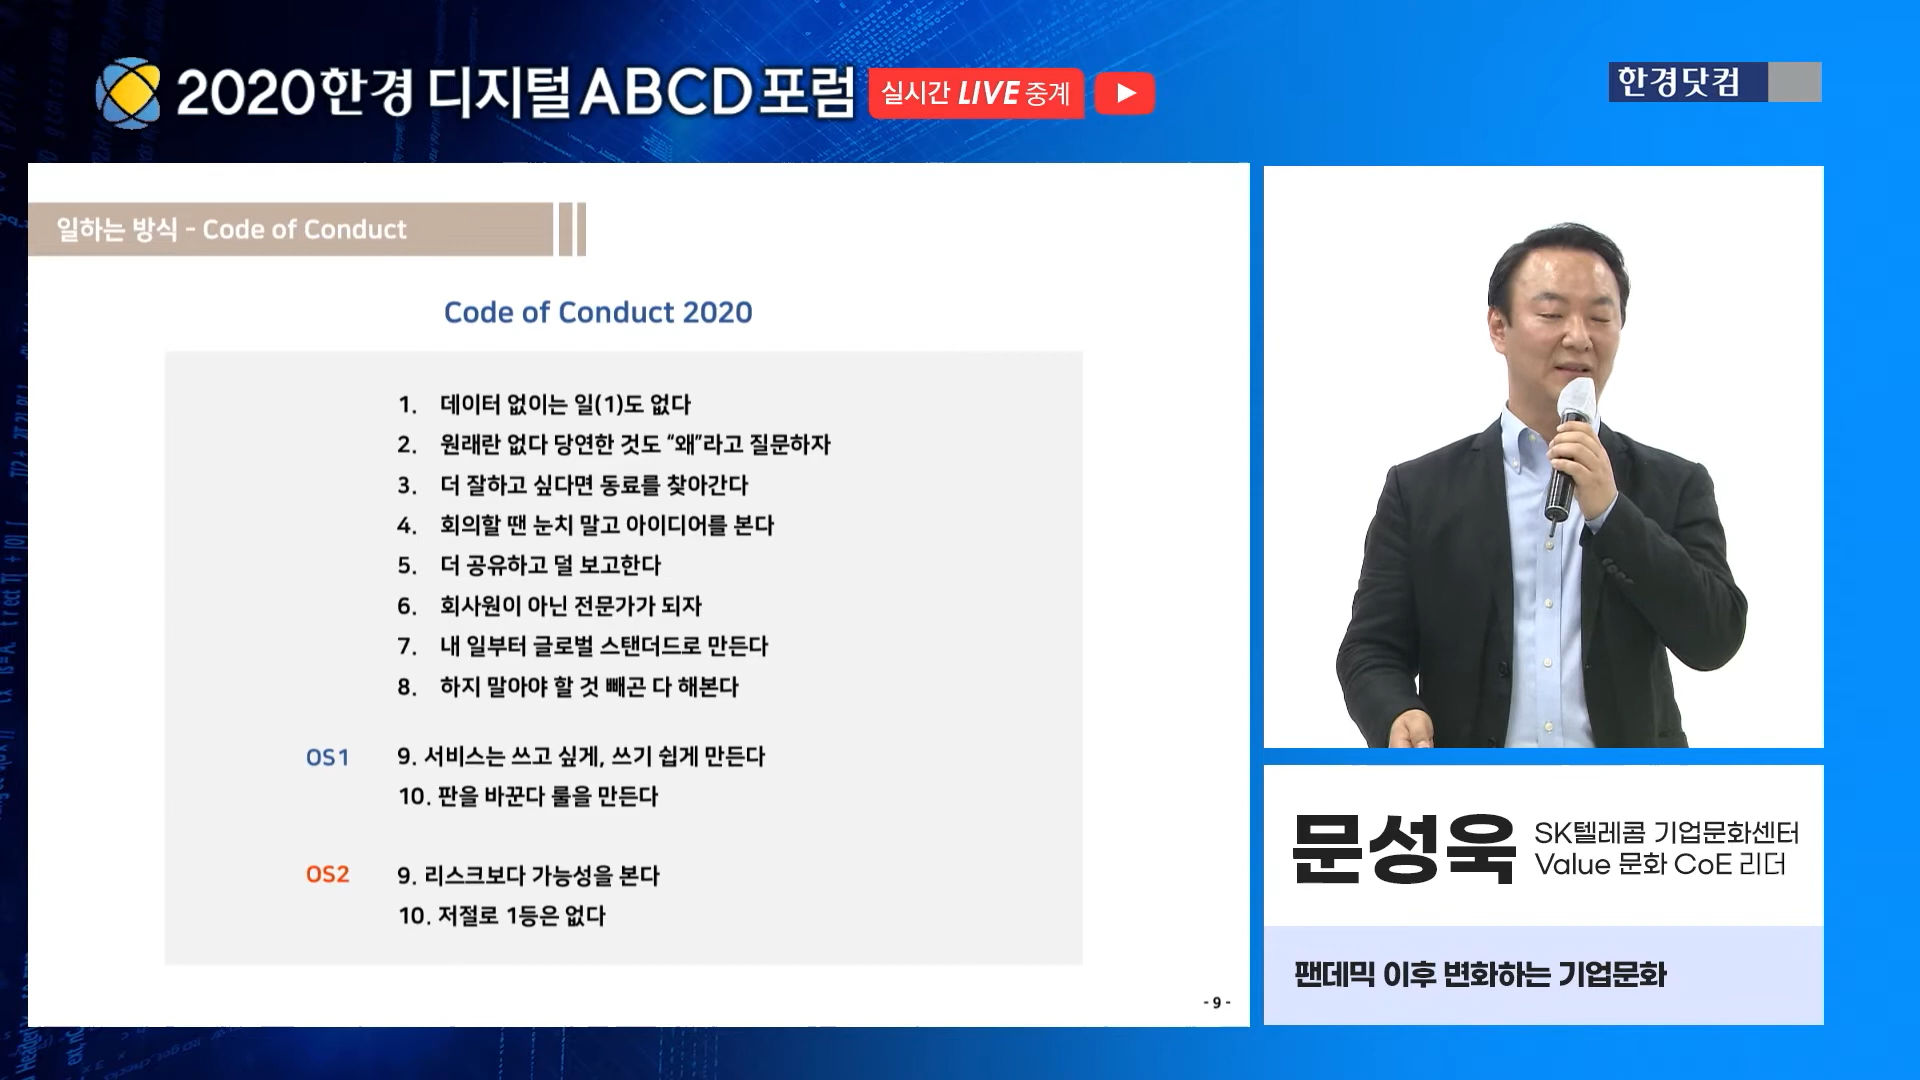 2020한경 디지털 ABCD 포럼 실시간 LIVE 중계
한경닷컴
일하는 방식 - Code of Conduct
Code of Conduct 2020
1. 데이터 없이는 일(1)도 없다
2. 원래란 없다 당연한 것도 “왜”라고 질문하자
3. 더 잘하고 싶다면 동료를 찾아간다
4. 회의할 땐 눈치 말고 아이디어를 본다
5. 더 공유하고 덜 보고한다
6. 회사원이 아닌 전문가가 되자
7. 내 일부터 글로벌 스탠더드로 만든다
8. 하지 말아야 할 것 빼곤 다 해본다
OS1 9. 서비스는 쓰고 싶게, 쓰기 쉽게 만든다
10. 판을 바꾼다 룰을 만든다
OS2 9. 리스크보다 가능성을 본다
10. 저절로 1등은 없다
- 9 -
문성욱 SK텔레콤 기업문화센터
Value 문화 CoE 리더
팬데믹 이후 변화하는 기업문화